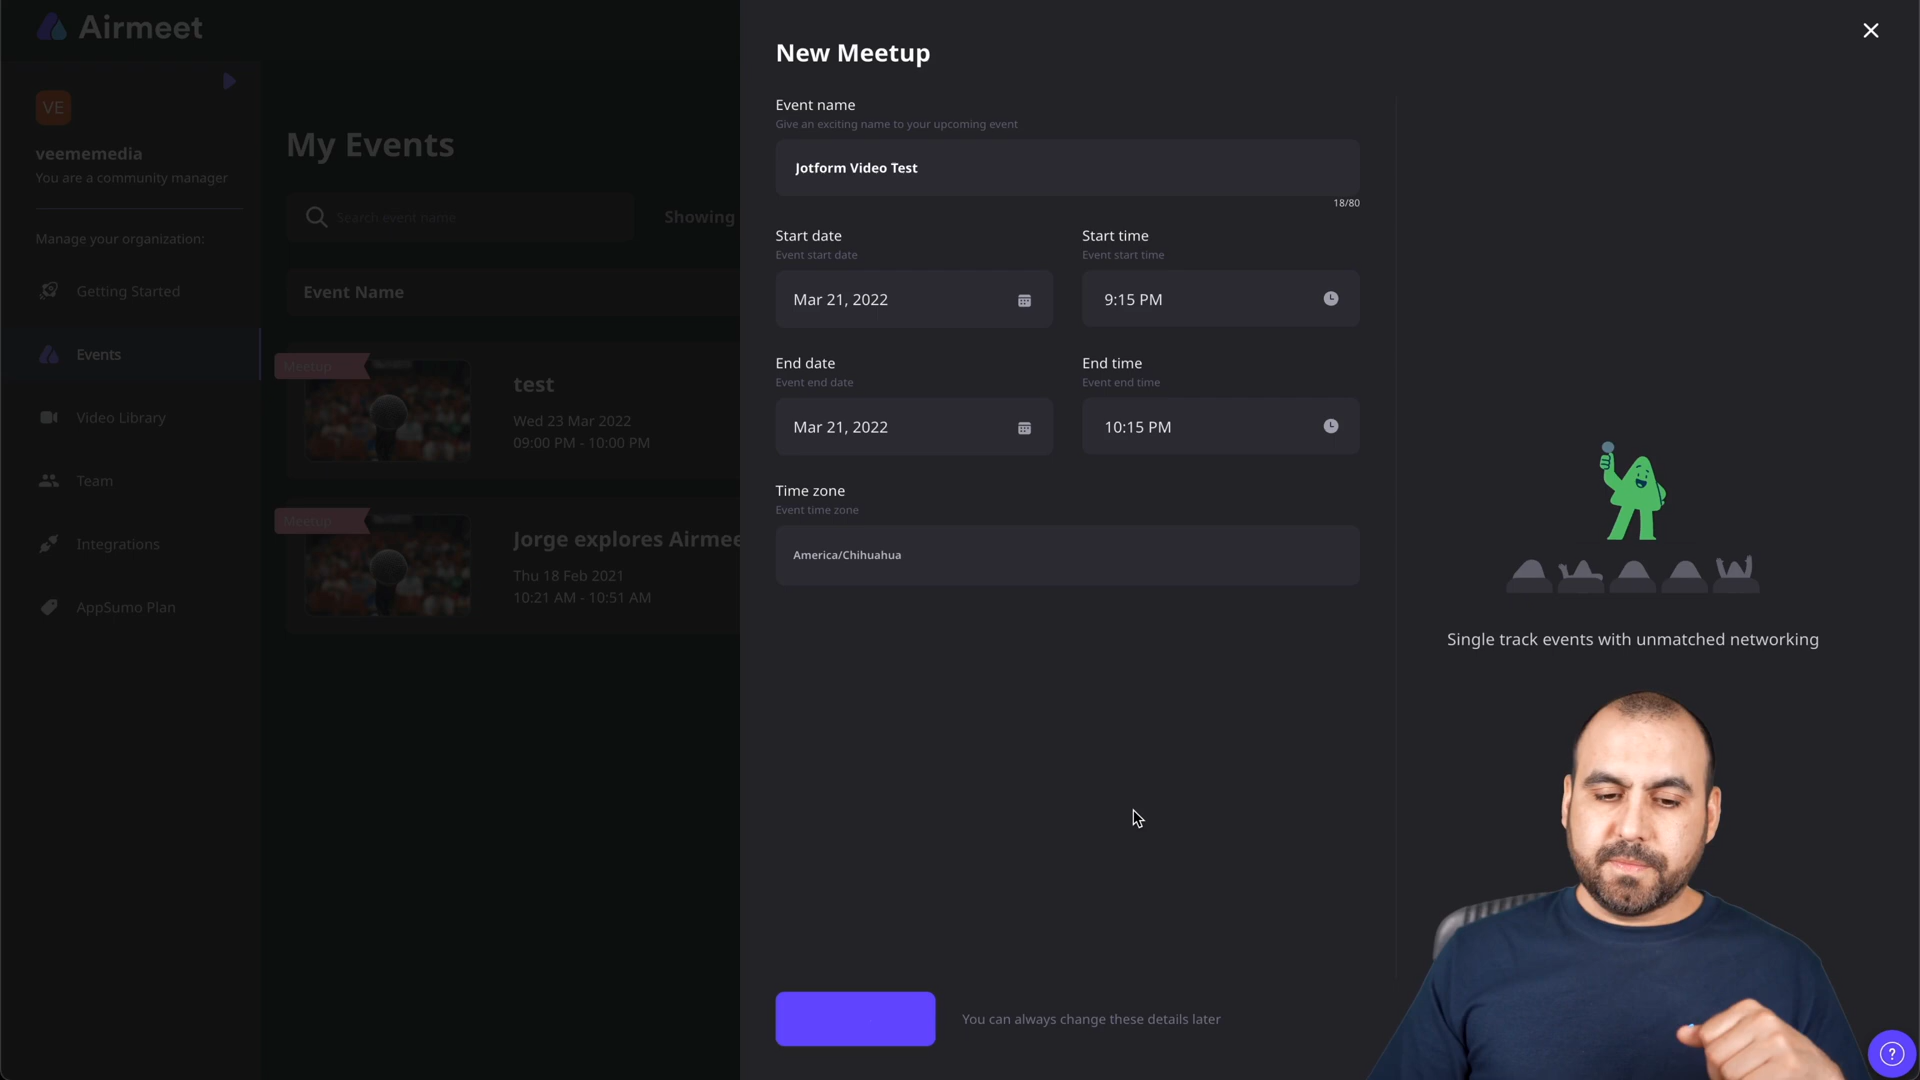 Airmeet
VE
veememedia
You are a community manager
Manage your organization:
Getting Started
Events
Video Library
Team
Integrations
AppSumo Plan
My Events
Search event name
Showing
Event Name
Meetup
test
Wed 23 Mar 2022
09:00 PM - 10:00 PM
Meetup
Jorge explores Airmee
Thu 18 Feb 2021
10:21 AM - 10:51 AM
New Meetup
Event name
Give an exciting name to your upcoming event
Jotform Video Test
18/80
Start date
Event start date
Mar 21, 2022
Start time
Event start time
9:15 PM
End date
Event end date
Mar 21, 2022
End time
Event end time
10:15 PM
Time zone
Event time zone
America/Chihuahua
You can always change these details later
Single track events with unmatched networking
?